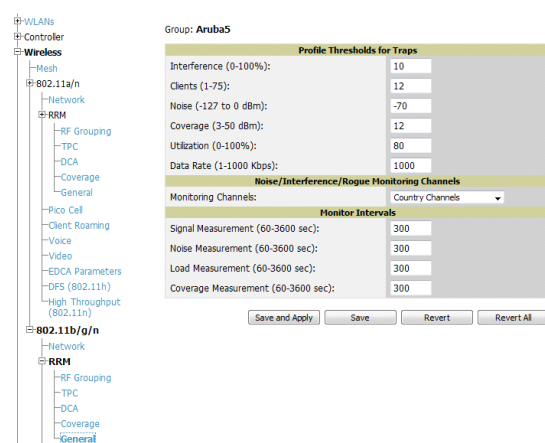 WLANs
Controller
Wireless
Mesh
802.11a/n
Network
RRM
RF Grouping
TPC
DCA
Coverage
General
Pico Cell
Client Roaming
Voice
Video
EDCA Parameters
DFS (802.11h)
High Throughput
(802.11n)
802.11b/g/n
Network
RRM
RF Grouping
TPC
DCA
Coverage
General
Group: Aruba5
Profile Thresholds for Traps
Interference (0-100%): 10
Clients (1-75): 12
Noise (-127 to 0 dBm): -70
Coverage (3-50 dBm): 12
Utilization (0-100%): 80
Data Rate (1-1000 Kbps): 1000
Noise/Interference/Rogue Monitoring Channels
Monitoring Channels: Country Channels
Monitor Intervals
Signal Measurement (60-3600 sec): 300
Noise Measurement (60-3600 sec): 300
Load Measurement (60-3600 sec): 300
Coverage Measurement (60-3600 sec): 300
Save and Apply Save Revert Revert All